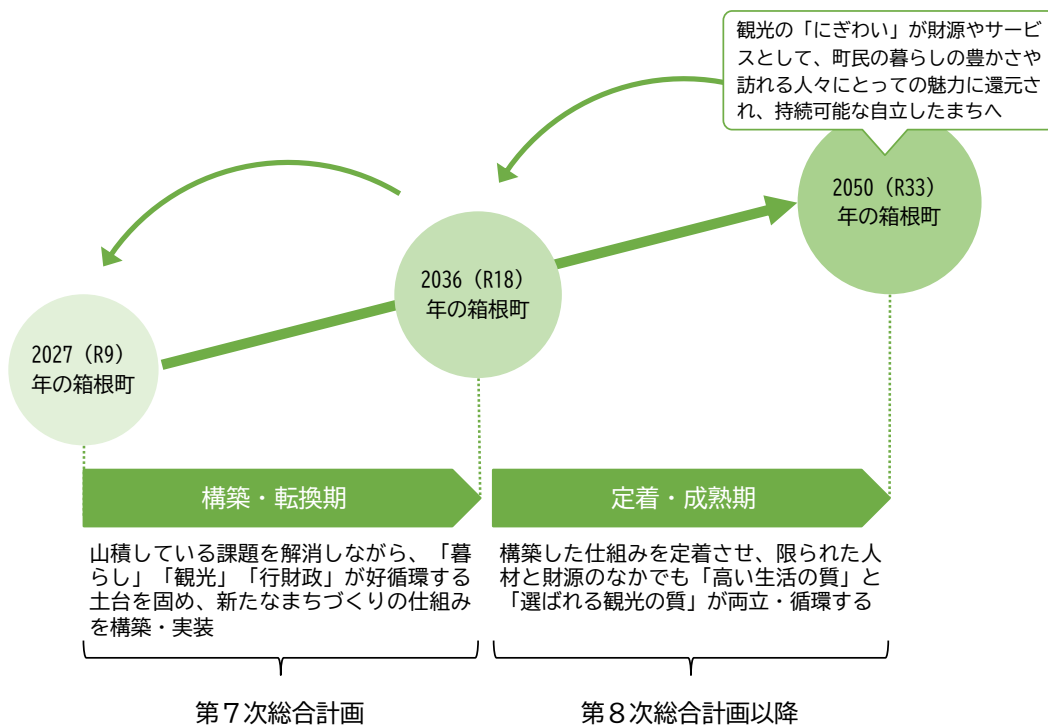 観光の「にぎわい」が財源やサービ
スとして、町民の暮らしの豊かさや
訪れる人々にとっての魅力に還元さ
れ、持続可能な自立したまちへ
2050（R33）
年の箱根町
2036（R18）
年の箱根町
2027（R9）
年の箱根町
構築・転換期
定着・成熟期
山積している課題を解消しながら、「暮
らし」「観光」「行財政」が好循環する
土台を固め、新たなまちづくりの仕組み
を構築・実装
構築した仕組みを定着させ、限られた人
材と財源のなかでも「高い生活の質」と
「選ばれる観光の質」が両立・循環する
第７次総合計画
第８次総合計画以降